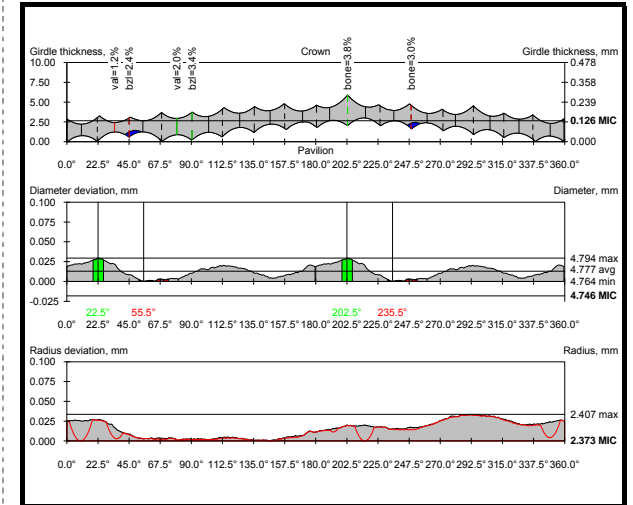 Girdle thickness,
val=1.2%
bzl=2.4%
val=2.0%
bzl=3.4%
Crown
bone=3.8%
bone=3.0%
Girdle thickness, mm
10.00
7.50
5.00
2.50
0.00
0.478
0.358
0.239
0.126 MIC
0.000
Pavilion
0.0° 22.5° 45.0° 67.5° 90.0° 112.5° 135.0° 157.5° 180.0° 202.5° 225.0° 247.5° 270.0° 292.5° 315.0° 337.5° 360.0°
Diameter deviation, mm
Diameter, mm
0.100
0.075
0.050
0.025
0.000
-0.025
4.794 max
4.777 avg
4.764 min
4.746 MIC
22.5° 55.5° 202.5° 235.5°
0.0° 22.5° 45.0° 67.5° 90.0° 112.5° 135.0° 157.5° 180.0° 202.5° 225.0° 247.5° 270.0° 292.5° 315.0° 337.5° 360.0°
Radius deviation, mm
Radius, mm
0.100
0.075
0.050
0.025
0.000
2.407 max
2.373 MIC
0.0° 22.5° 45.0° 67.5° 90.0° 112.5° 135.0° 157.5° 180.0° 202.5° 225.0° 247.5° 270.0° 292.5° 315.0° 337.5° 360.0°